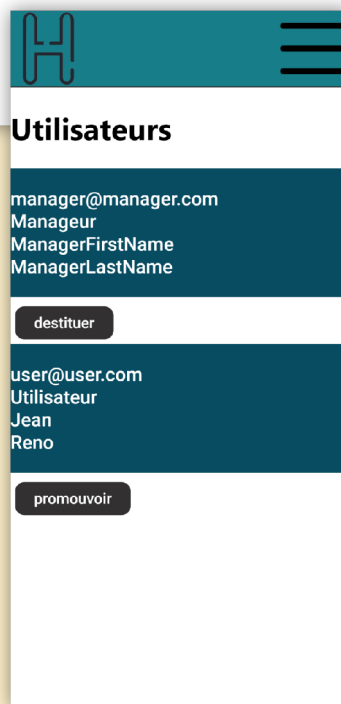 H
Utilisateurs
manager@manager.com
Manageur
ManagerFirstName
ManagerLastName
destituer
user@user.com
Utilisateur
Jean
Reno
promouvoir